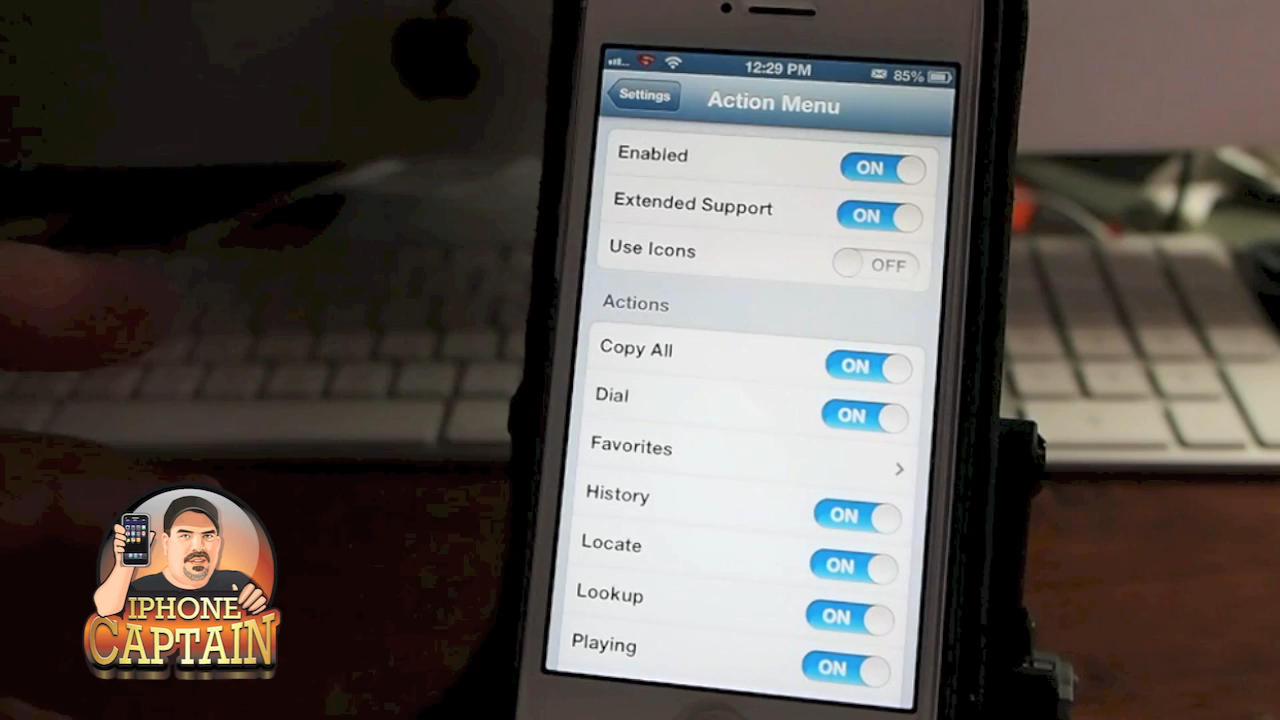 12:29 PM 85%
Settings Action Menu
Enabled ON
Extended Support ON
Use Icons OFF
Actions
Copy All ON
Dial ON
Favorites
History ON
Locate ON
Lookup ON
Playing ON
IPHONE
CAPTAIN